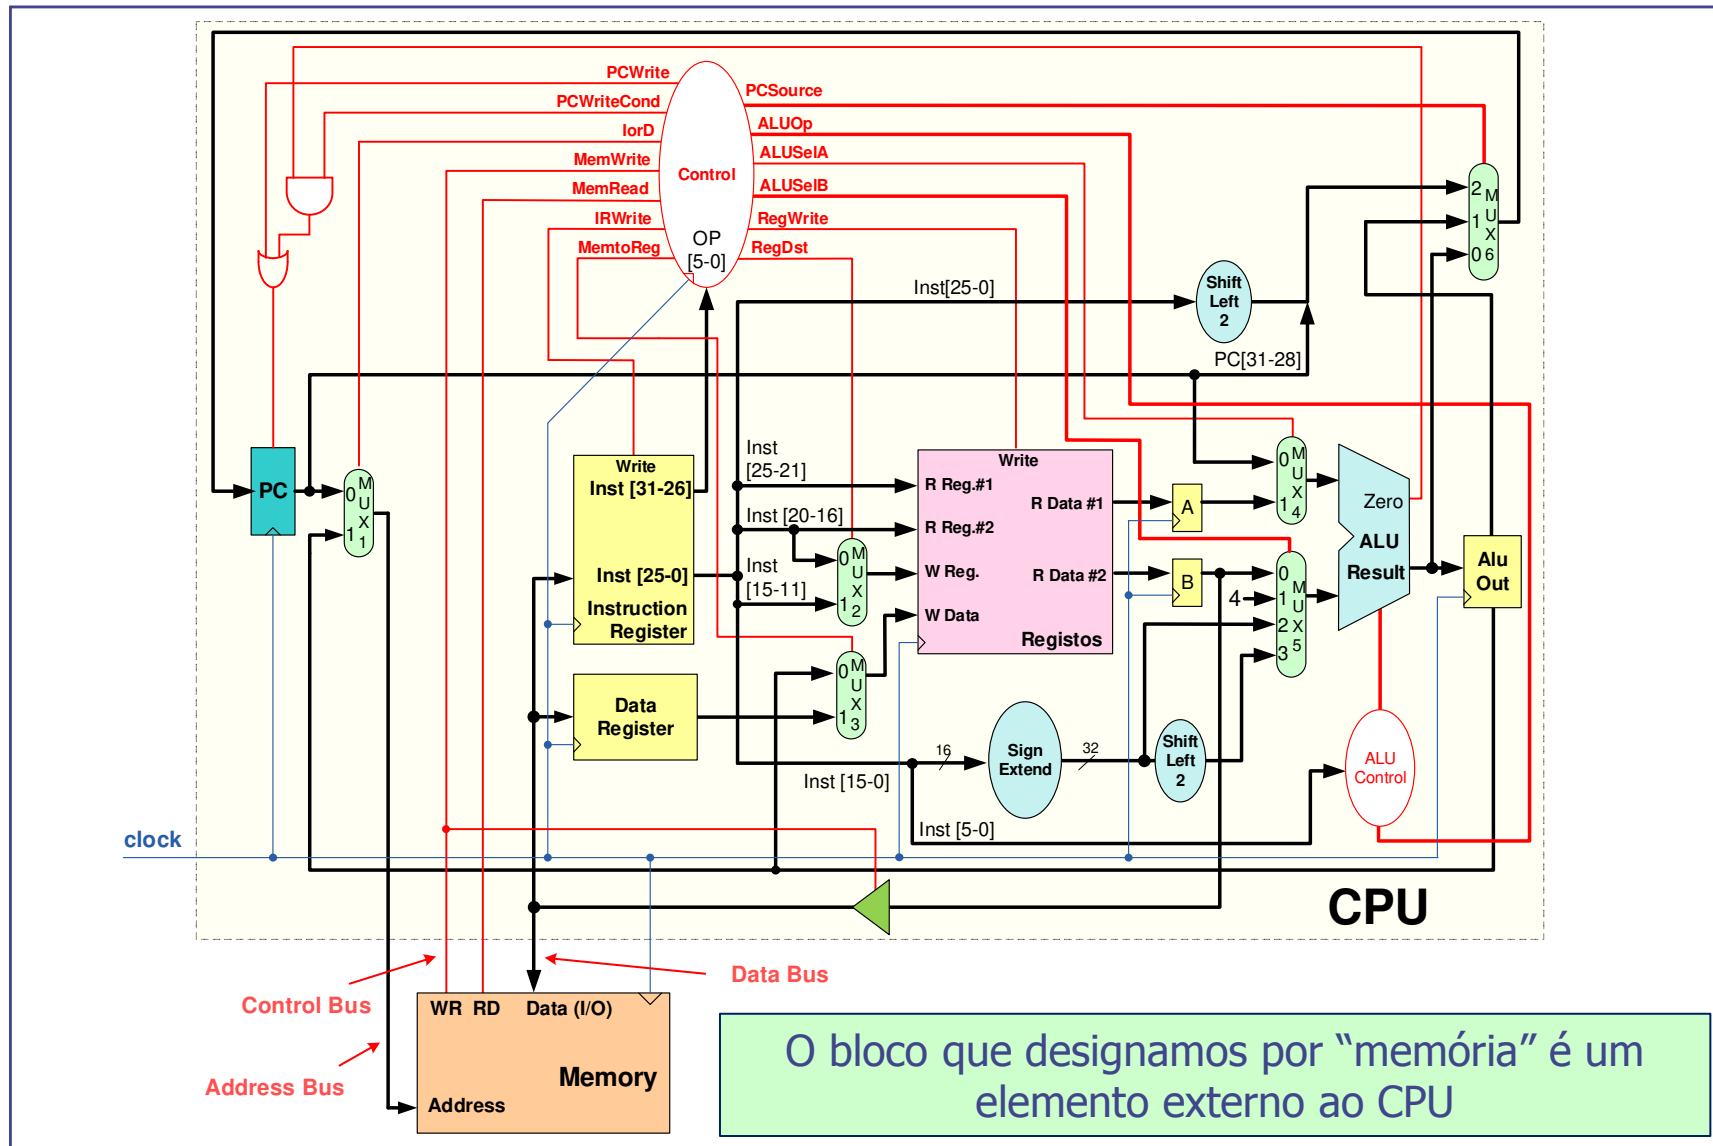 PCWrite
PCWriteCond
IorD
MemWrite
MemRead
IRWrite
MemtoReg
Control
OP
[5-0]
PCSource
ALUOp
ALUSelA
ALUSelB
RegWrite
RegDst
2
1
0
M
U
X
6
Inst[25-0]
Shift
Left
2
PC[31-28]
PC
0
1
M
U
X
1
Write
Inst [31-26]
Inst [25-0]
Instruction
Register
Inst
[25-21]
Inst [20-16]
Inst
[15-11]
0
1
M
U
X
2
Write
R Reg.#1
R Reg.#2
W Reg.
W Data
R Data #1
R Data #2
Registos
A
B
0
1
M
U
X
4
4
0
1
2
3
M
U
X
5
Zero
ALU
Result
Alu
Out
Data
Register
0
1
M
U
X
3
Inst [15-0]
16
Sign
Extend
32
Shift
Left
2
ALU
Control
Inst [5-0]
clock
CPU
Control Bus
Data Bus
Address Bus
WR RD Data (I/O)
Memory
Address
O bloco que designamos por “memória” é um
elemento externo ao CPU